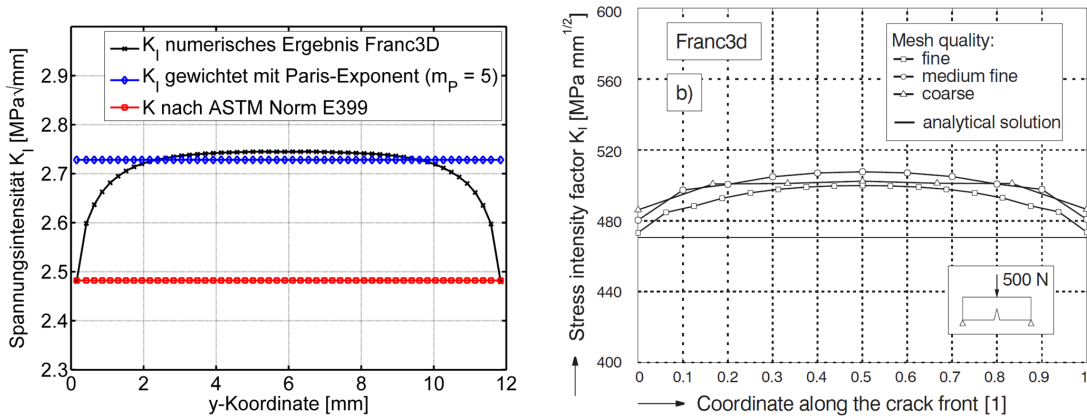 K_I numerisches Ergebnis Franc3D
K_I gewichtet mit Paris-Exponent (m_P = 5)
K nach ASTM Norm E399
Spannungsintensität K_I [MPa√mm]
2.9
2.8
2.7
2.6
2.5
2.4
2.3
0 2 4 6 8 10 12
y-Koordinate [mm]
Franc3d
b)
Mesh quality:
fine
medium fine
coarse
analytical solution
500 N
Stress intensity factor K_I [MPa mm^1/2]
600
560
520
480
440
400
0 0.1 0.2 0.3 0.4 0.5 0.6 0.7 0.8 0.9 1
Coordinate along the crack front [1]